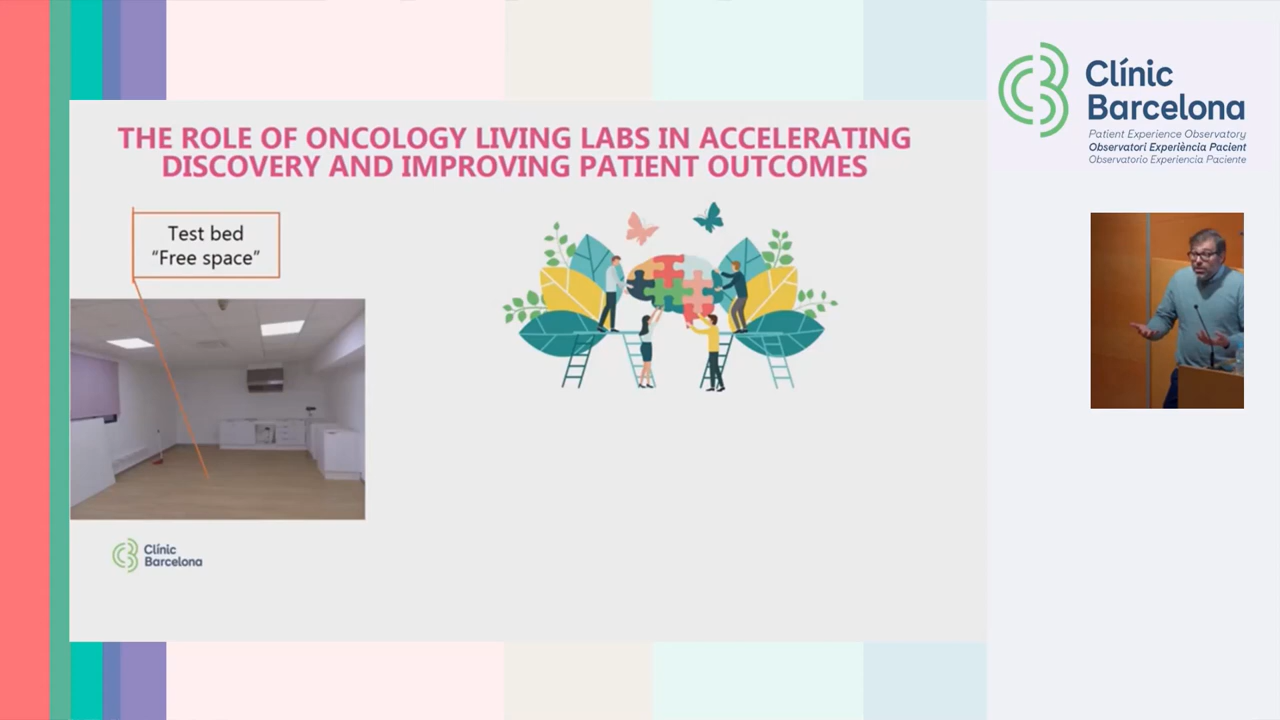 THE ROLE OF ONCOLOGY LIVING LABS IN ACCELERATING
DISCOVERY AND IMPROVING PATIENT OUTCOMES
Test bed
“Free space”
Clínic
Barcelona
Clínic
Barcelona
Patient Experience Observatory
Observatori Experiència Pacient
Observatorio Experiencia Paciente